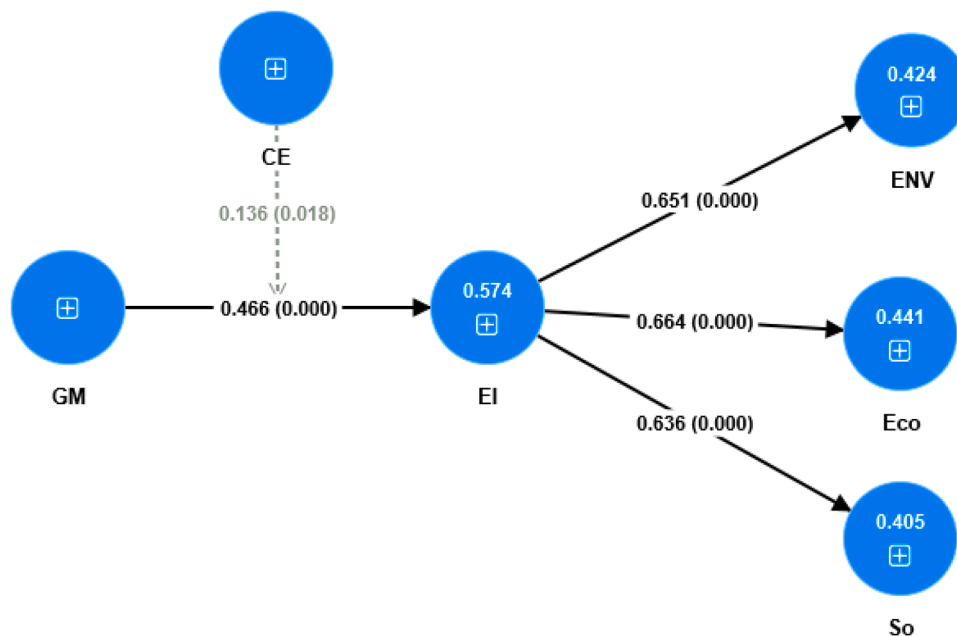 CE
0.136 (0.018)
GM
0.466 (0.000)
0.574
EI
0.651 (0.000)
0.424
ENV
0.664 (0.000)
0.441
Eco
0.636 (0.000)
0.405
So